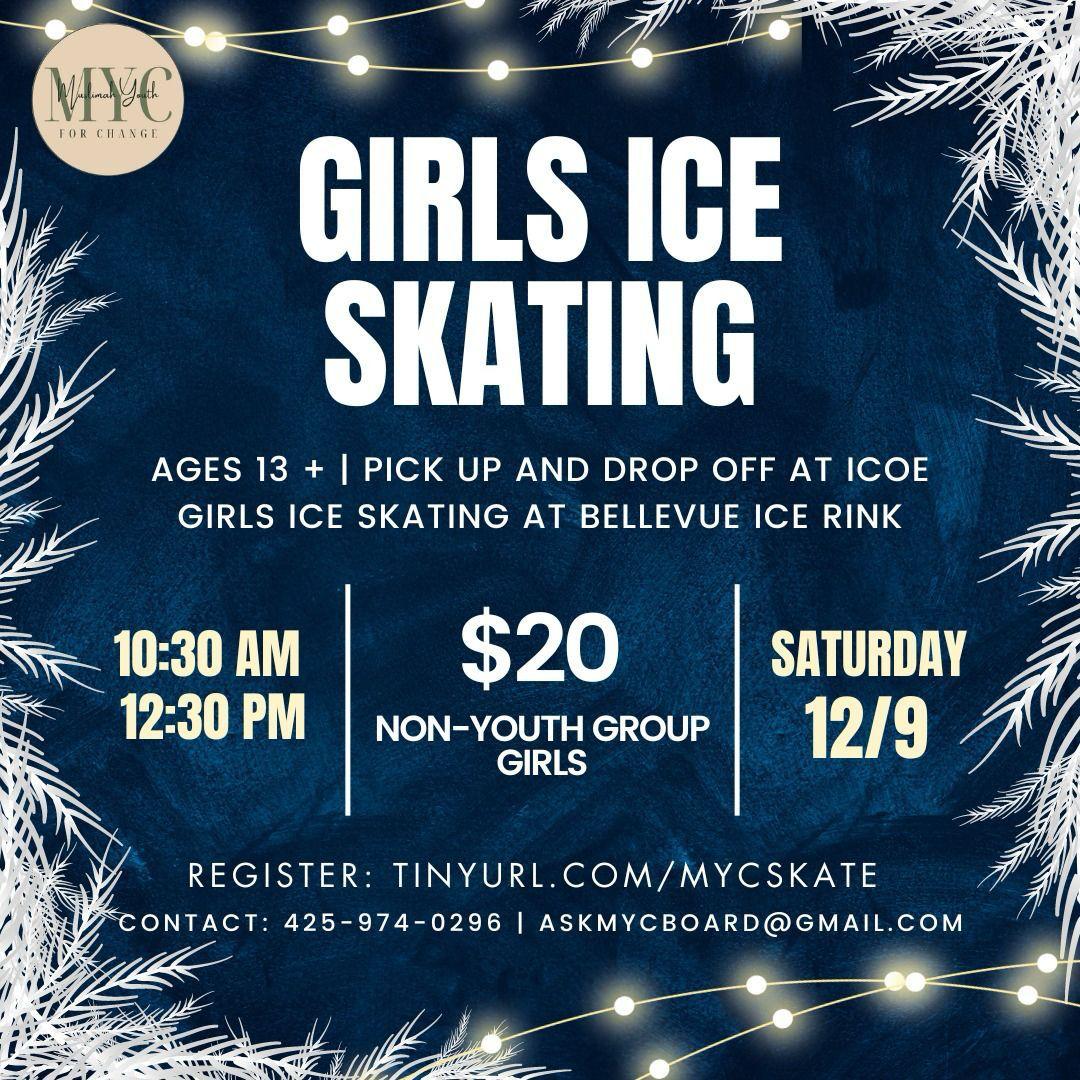 MYC
Muslimah Youth
FOR CHANGE
GIRLS ICE
SKATING
AGES 13 + | PICK UP AND DROP OFF AT ICOE
GIRLS ICE SKATING AT BELLEVUE ICE RINK
10:30 AM
12:30 PM
$20
NON-YOUTH GROUP
GIRLS
SATURDAY
12/9
REGISTER: TINYURL.COM/MYCSKATE
CONTACT: 425-974-0296 | ASKMYCBOARD@GMAIL.COM